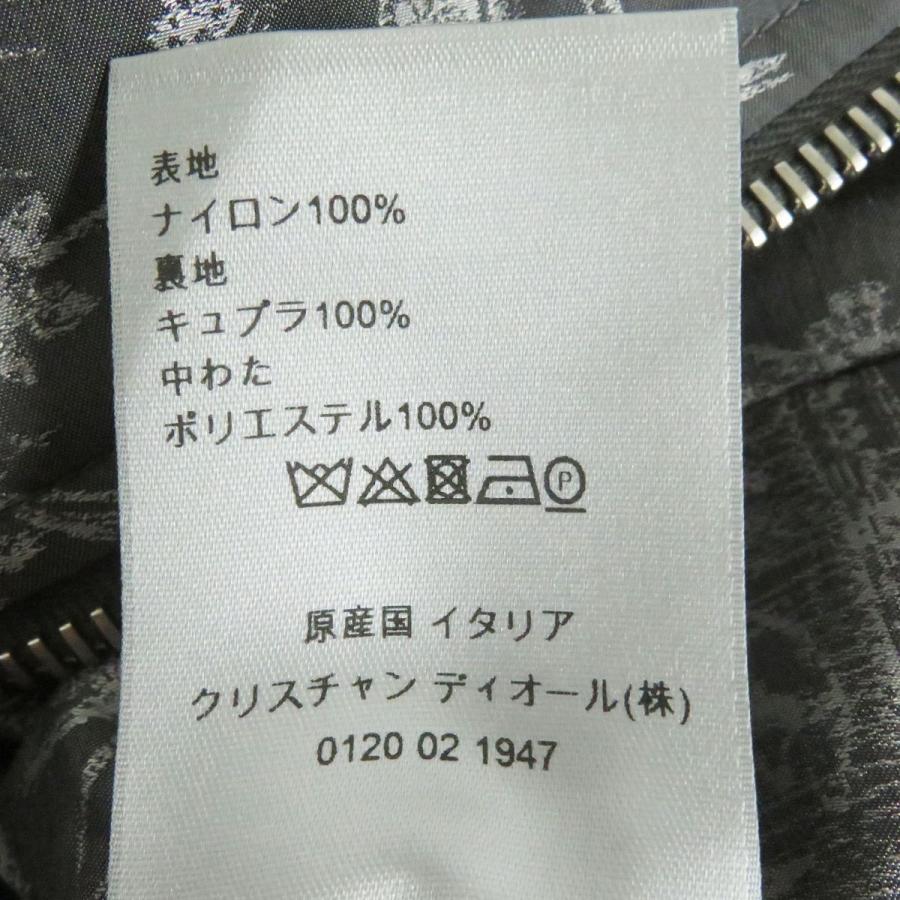 表地
ナイロン100%
裏地
キュプラ100%
中わた
ポリエステル100%
P
原産国 イタリア
クリスチャン ディオール(株)
0120 02 1947